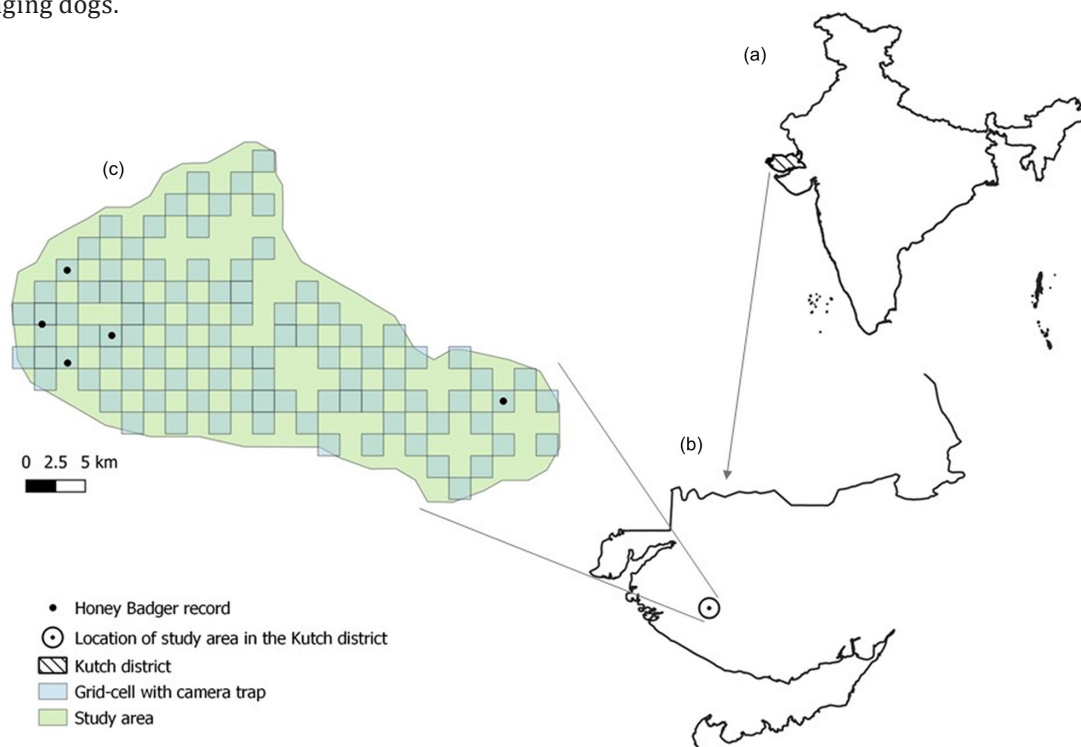 nging dogs.
(a)
(c)
(b)
0 2.5 5 km
Honey Badger record
Location of study area in the Kutch district
Kutch district
Grid-cell with camera trap
Study area